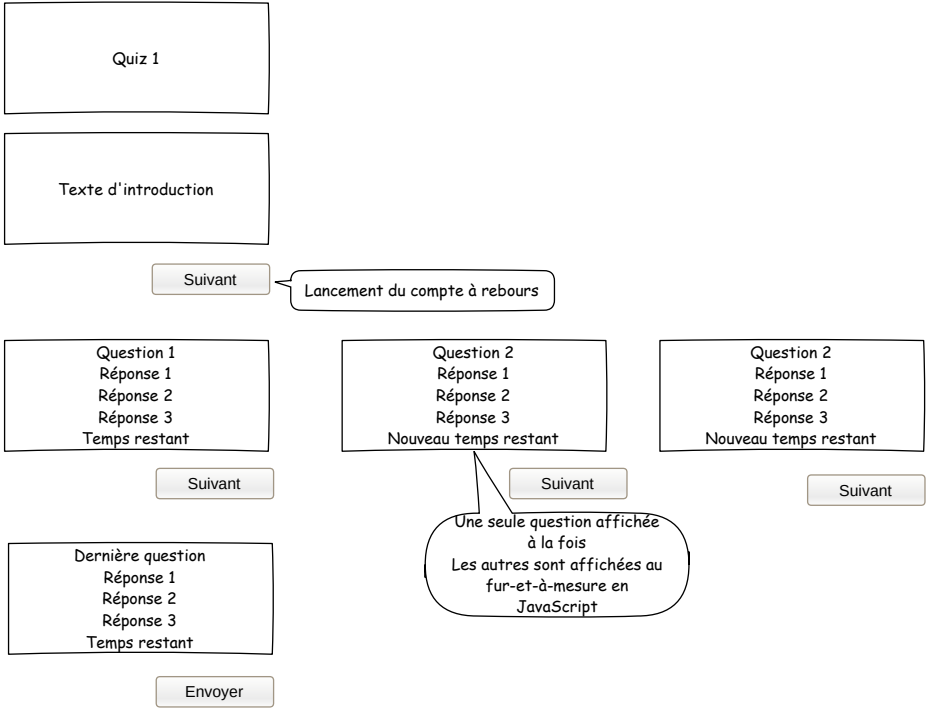 Quiz 1
Texte d'introduction
Suivant
Lancement du compte à rebours
Question 1
Réponse 1
Réponse 2
Réponse 3
Temps restant
Suivant
Question 2
Réponse 1
Réponse 2
Réponse 3
Nouveau temps restant
Suivant
Question 2
Réponse 1
Réponse 2
Réponse 3
Nouveau temps restant
Suivant
Une seule question affichée
à la fois
Les autres sont affichées au
fur-et-à-mesure en
JavaScript
Dernière question
Réponse 1
Réponse 2
Réponse 3
Temps restant
Envoyer